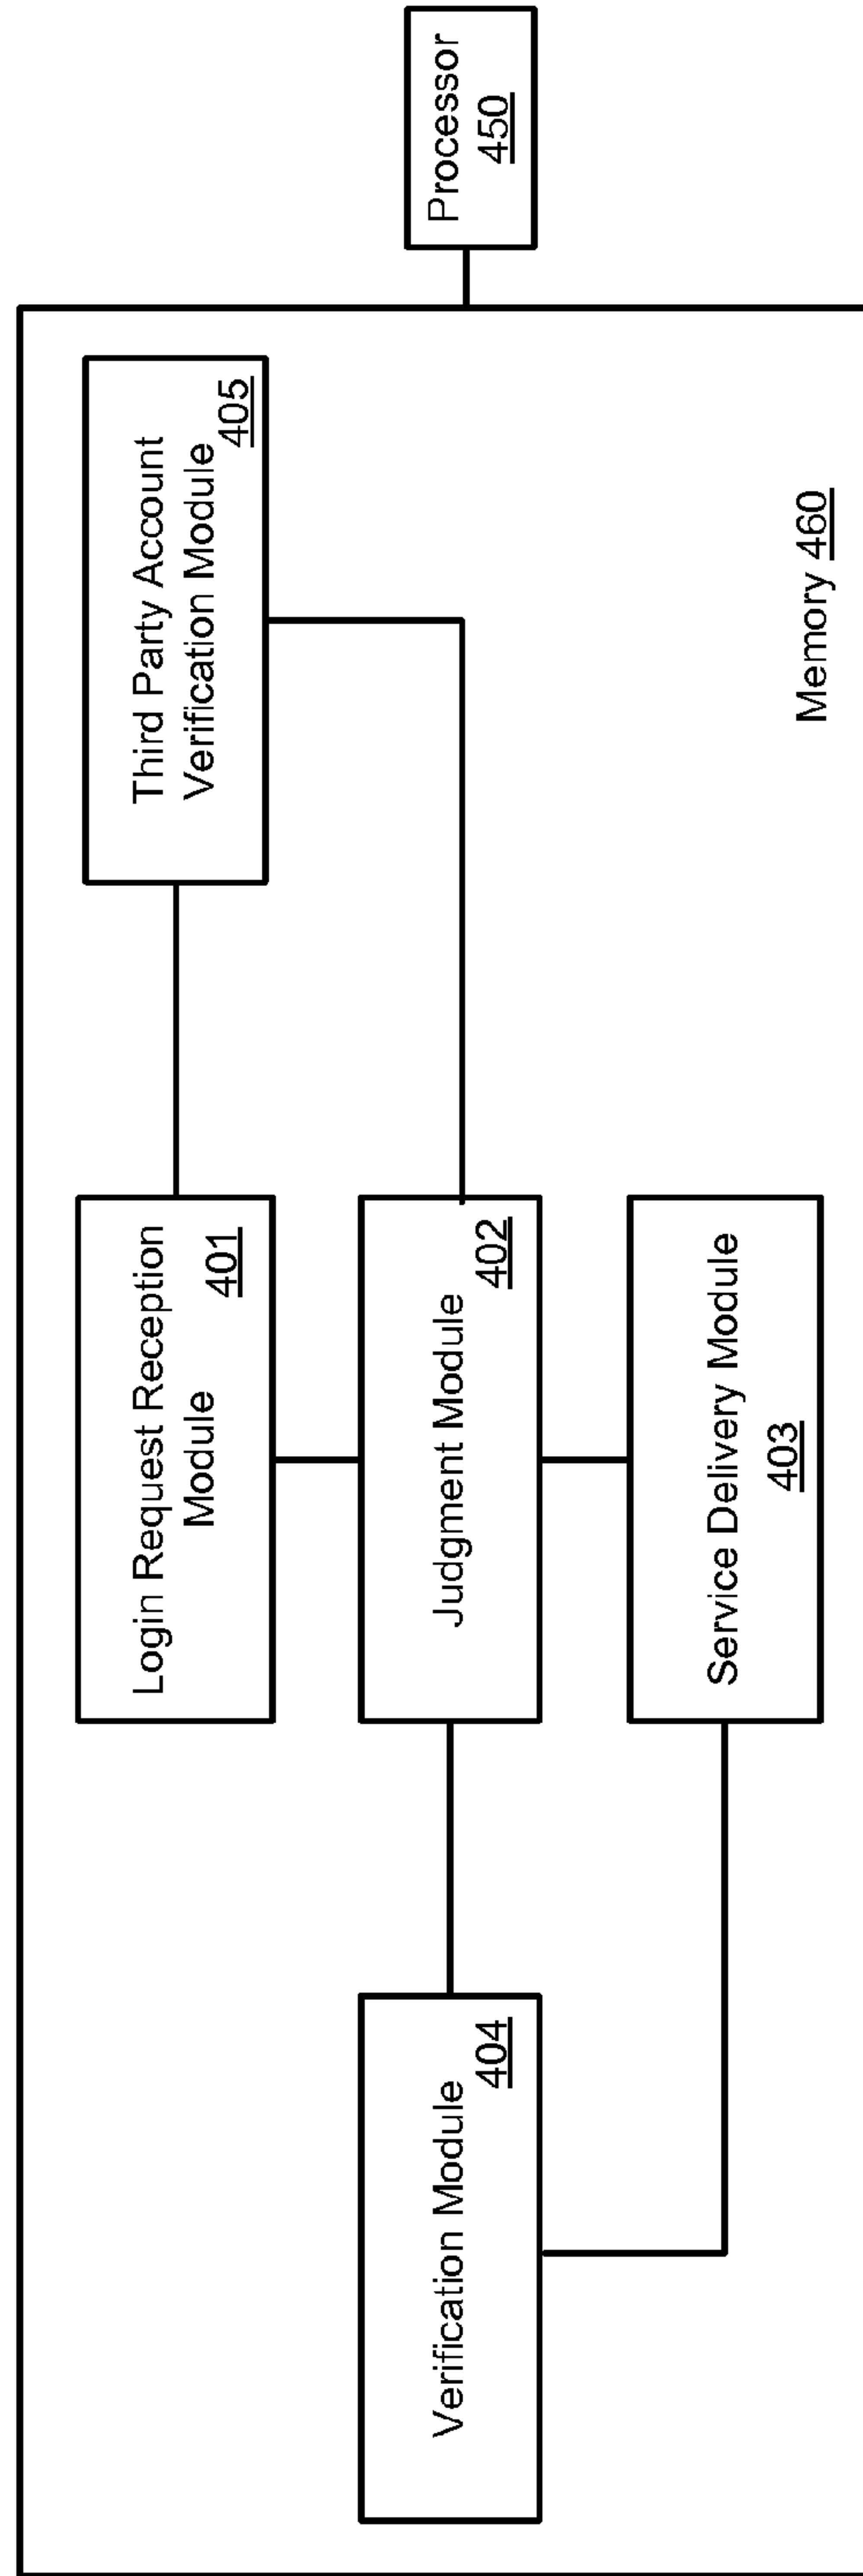 Login Request Reception
Module
401
Third Party Account
Verification Module
405
Verification Module
404
Judgment Module
402
Service Delivery Module
403
Memory 460
Processor
450